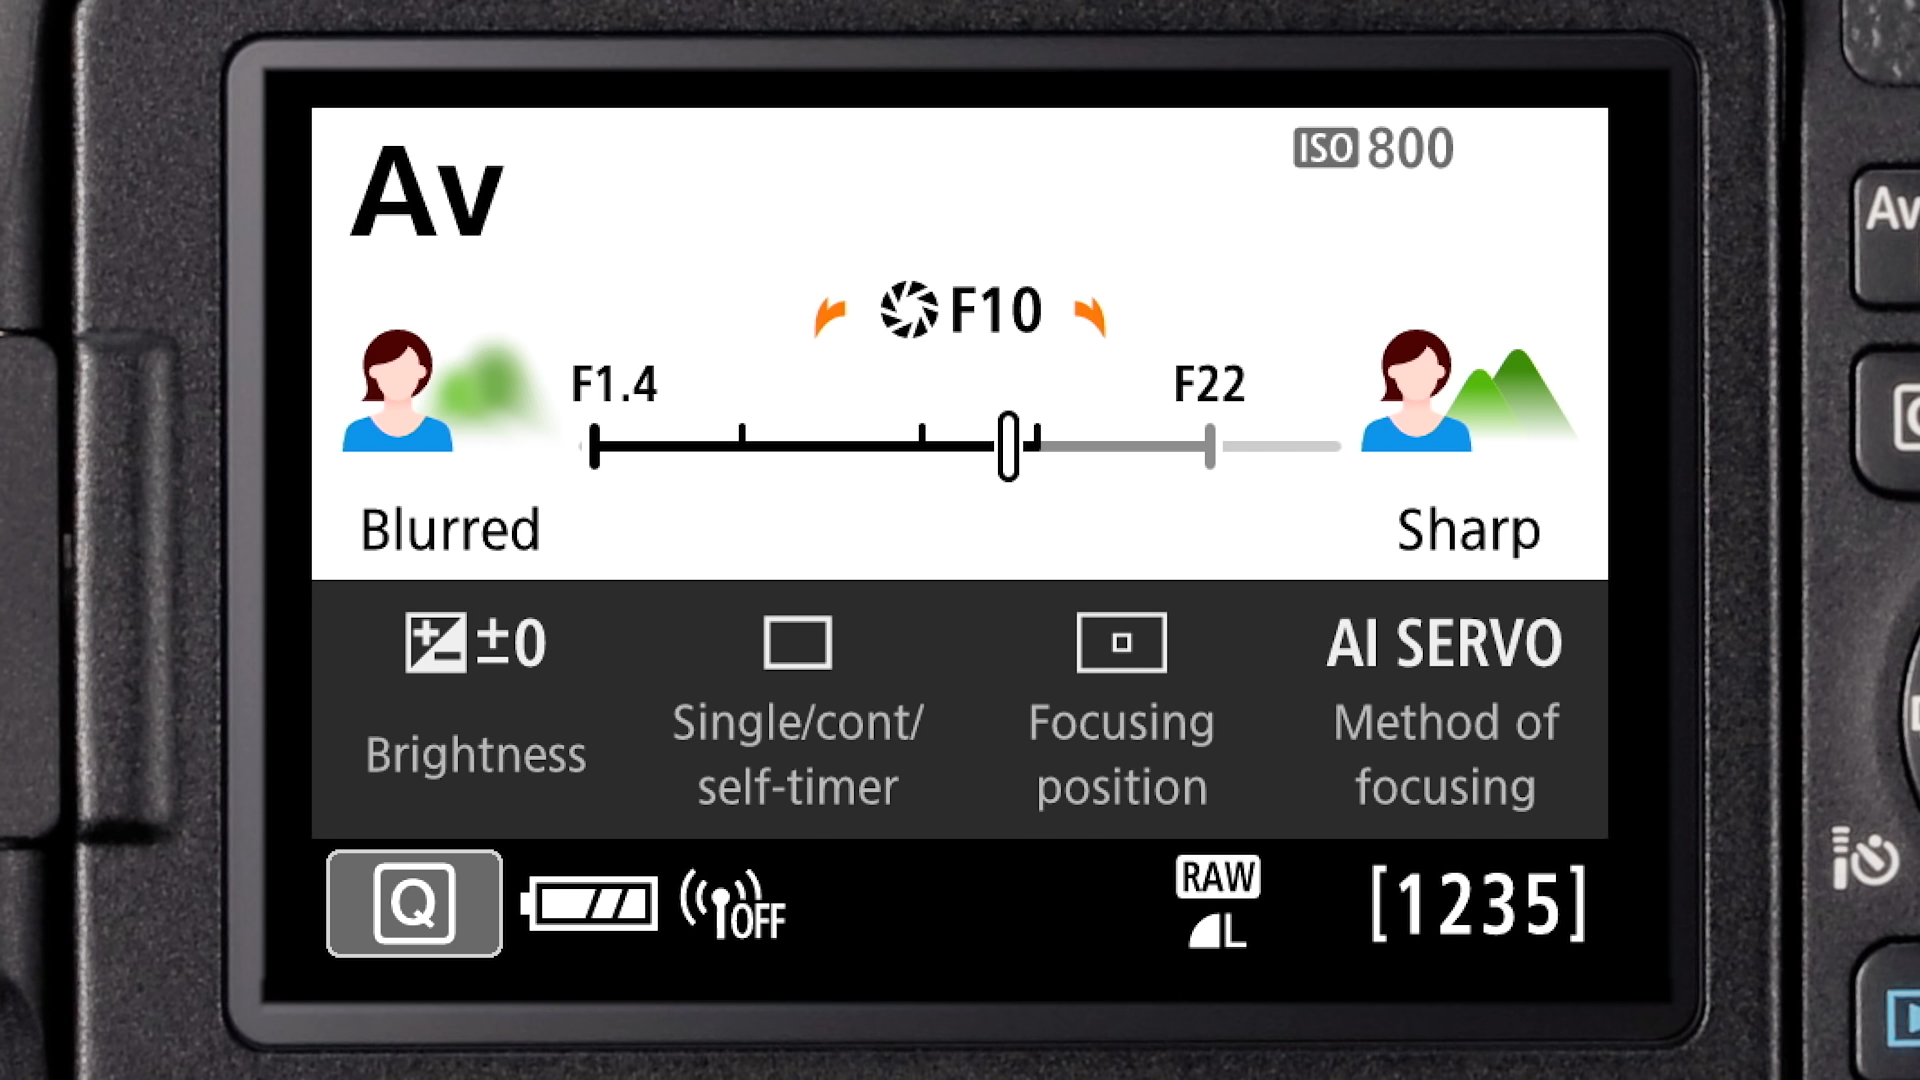 Av
ISO 800
F10
F1.4
F22
Blurred
Sharp
±0
AI SERVO
Brightness
Single/cont/
self-timer
Focusing
position
Method of
focusing
Q
OFF
RAW
L
[1235]
Av